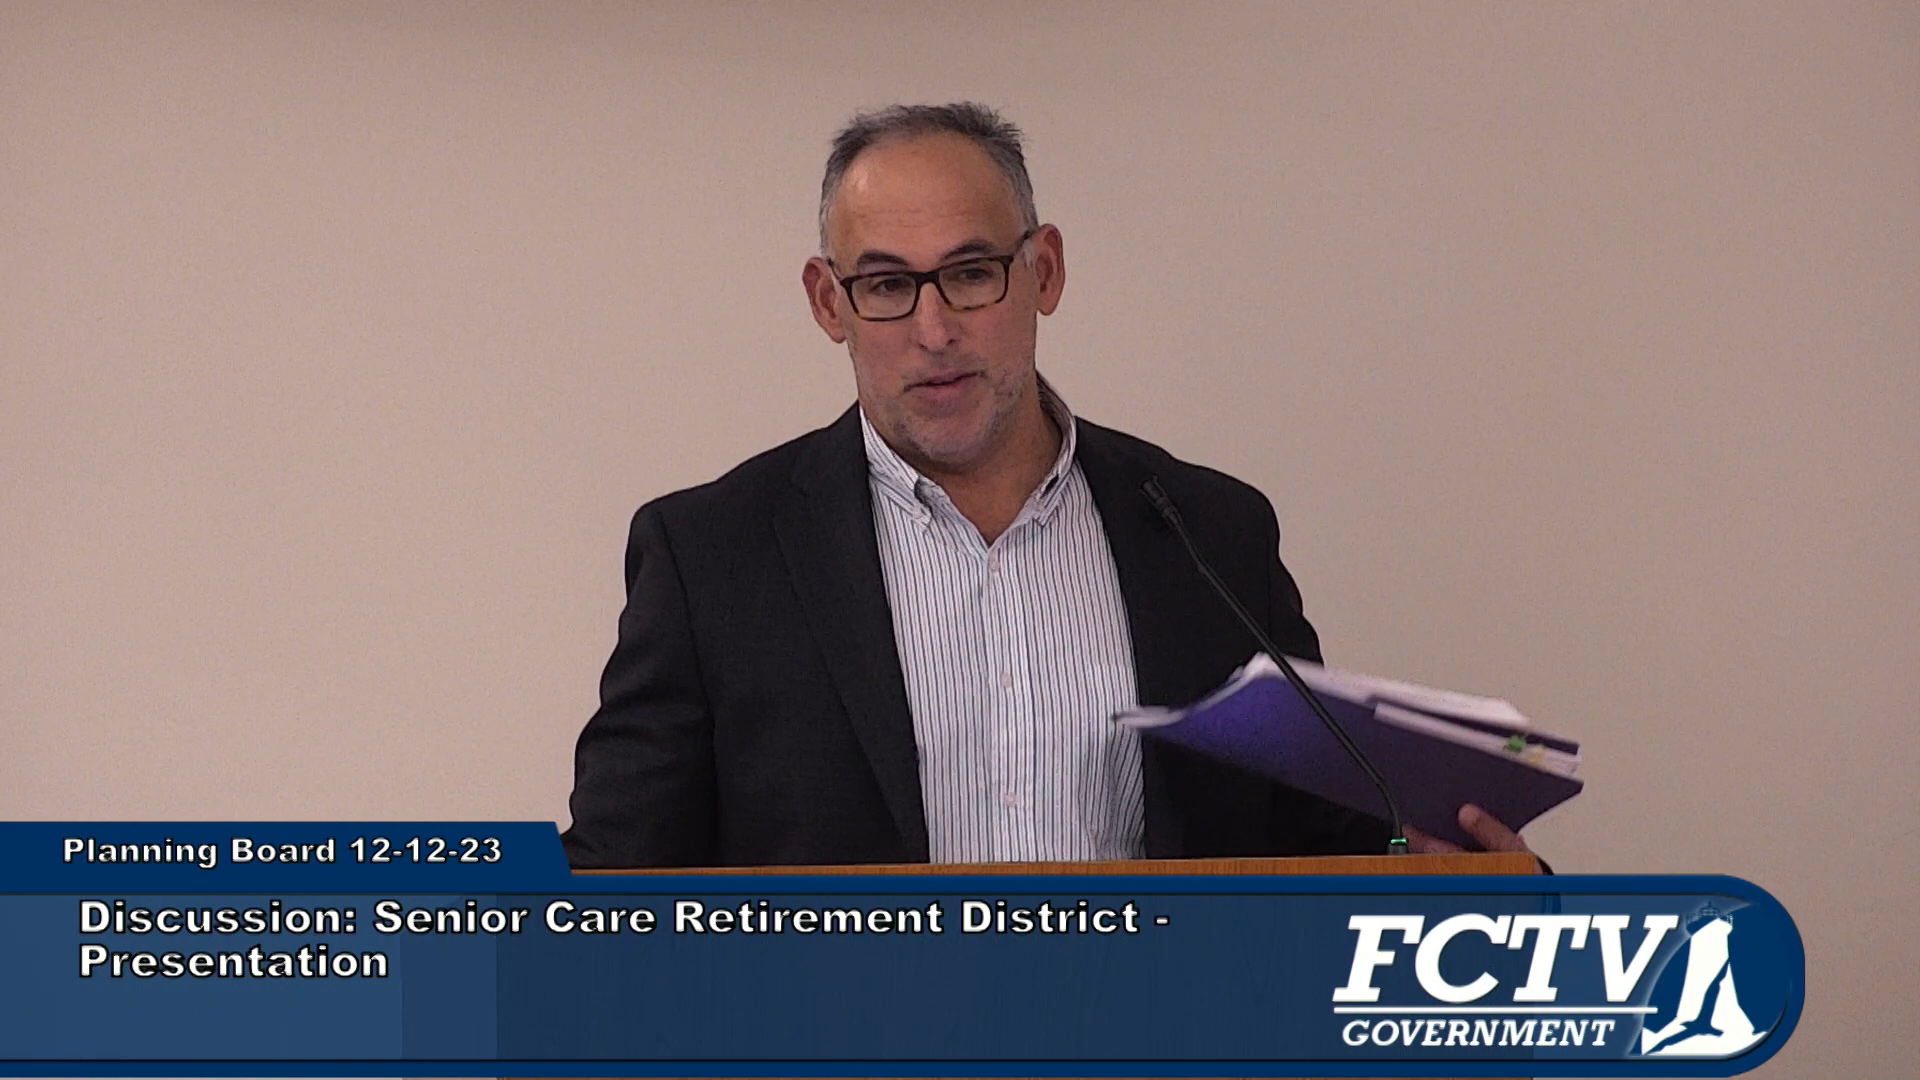 Planning Board 12-12-23
Discussion: Senior Care Retirement District -
Presentation
FCTV
GOVERNMENT